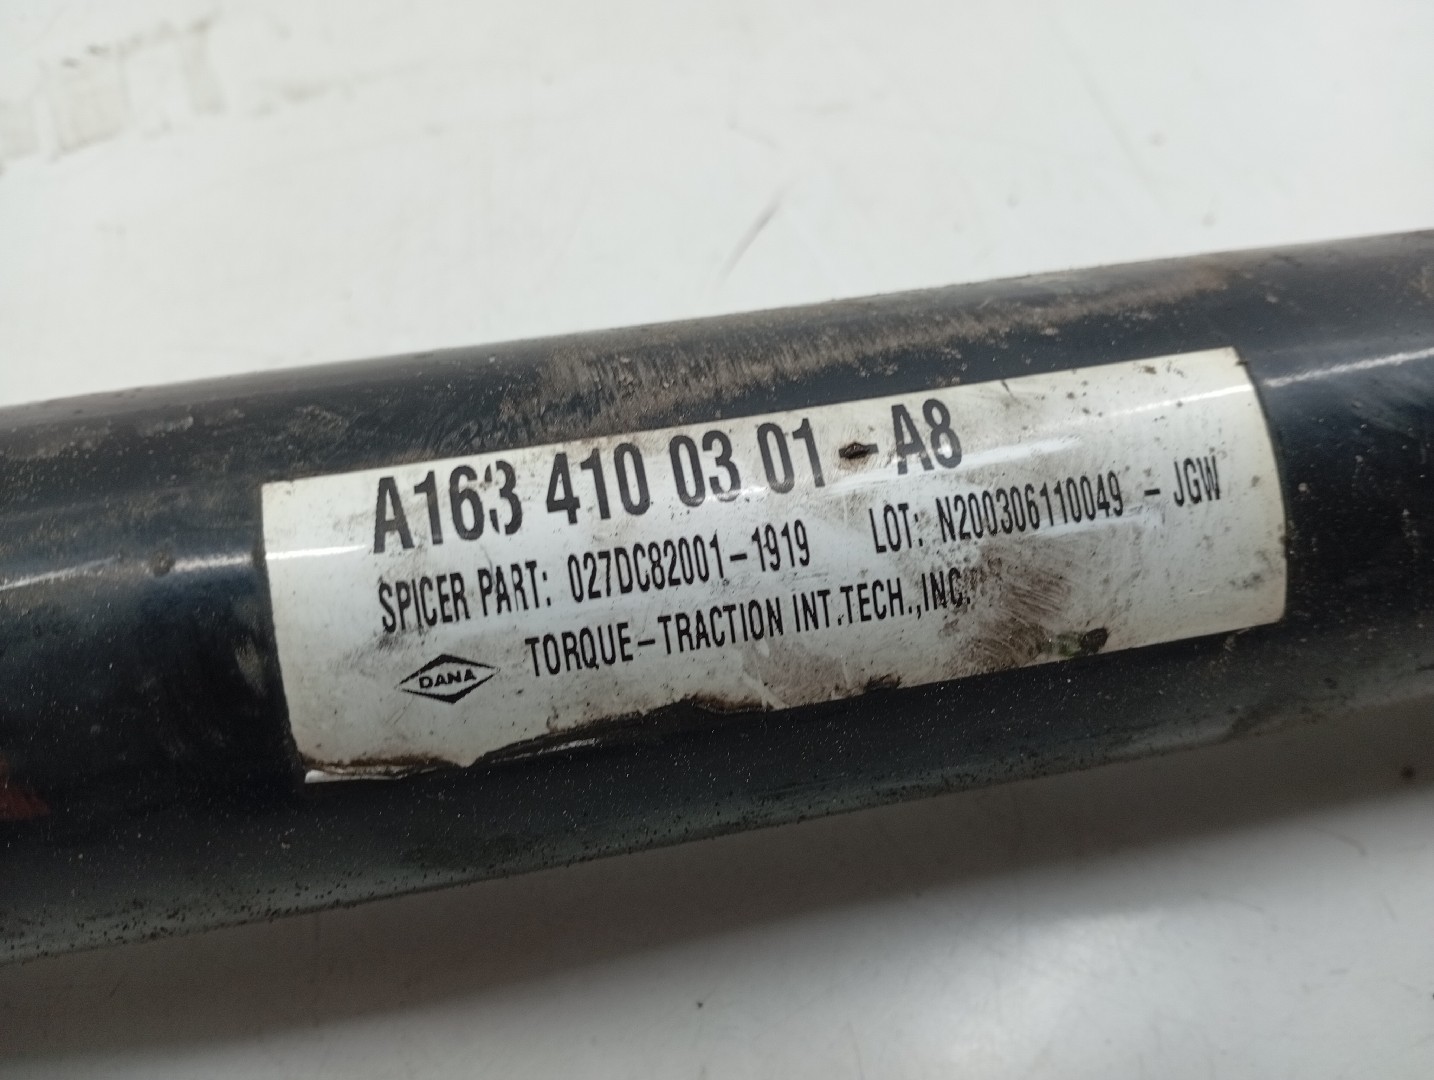 A163 410 03 01 - A8
SPICER PART: 027DC82001-1919 LOT: N200306110049 - JGW
DANA TORQUE-TRACTION INT.TECH.,INC.